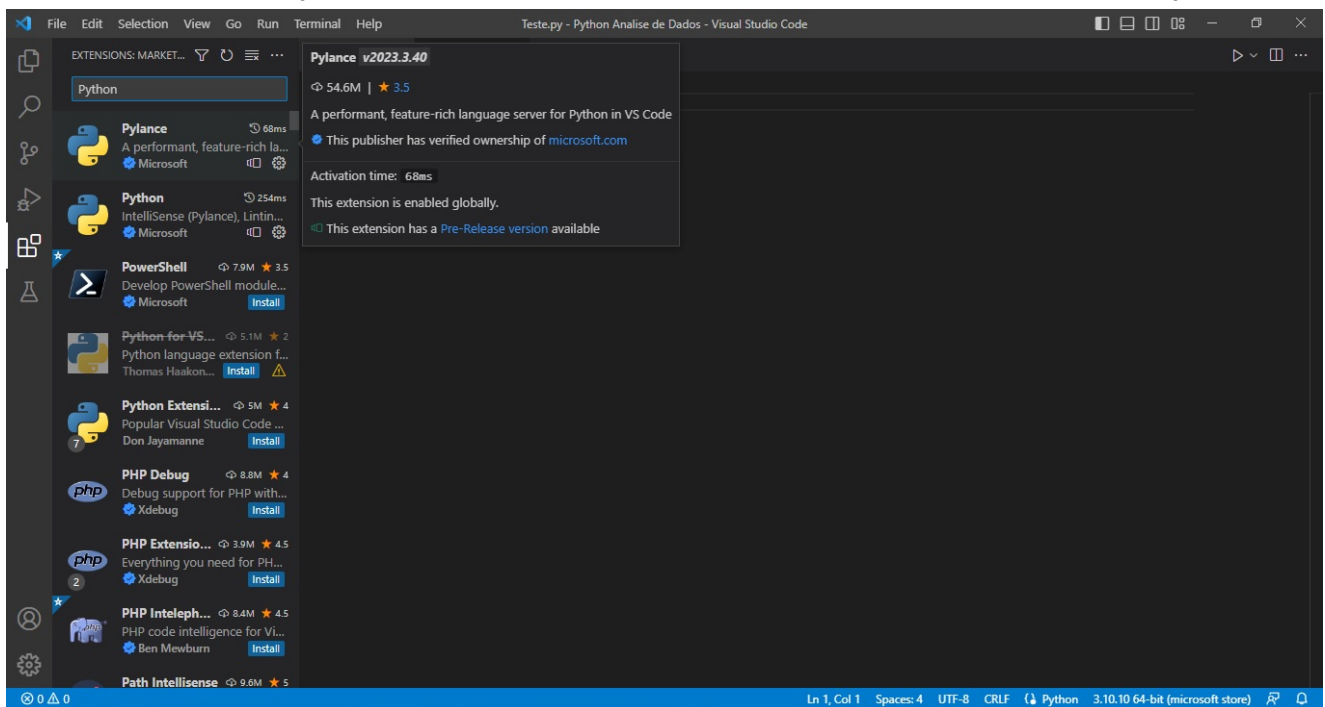 File Edit Selection View Go Run Terminal Help
Teste.py - Python Analise de Dados - Visual Studio Code
EXTENSIONS: MARKET...
Python
Pylance 68ms
A performant, feature-rich la...
Microsoft
Python 254ms
IntelliSense (Pylance), Lintin...
Microsoft
PowerShell 7.9M ★ 3.5
Develop PowerShell module...
Microsoft Install
Python for VS... 5.1M ★ 2
Python language extension f...
Thomas Haakon... Install
Python Extensi... 5M ★ 4
Popular Visual Studio Code ...
7 Don Jayamanne Install
PHP Debug 8.8M ★ 4
php Debug support for PHP with...
Xdebug Install
PHP Extensio... 3.9M ★ 4.5
php Everything you need for PH...
2 Xdebug Install
PHP Inteleph... 8.4M ★ 4.5
php PHP code intelligence for Vi...
Ben Mewburn Install
Path Intellisense 9.6M ★ 5
Pylance v2023.3.40
54.6M | ★ 3.5
A performant, feature-rich language server for Python in VS Code
This publisher has verified ownership of microsoft.com
Activation time: 68ms
This extension is enabled globally.
This extension has a Pre-Release version available
0 0
Ln 1, Col 1 Spaces: 4 UTF-8 CRLF Python 3.10.10 64-bit (microsoft store)